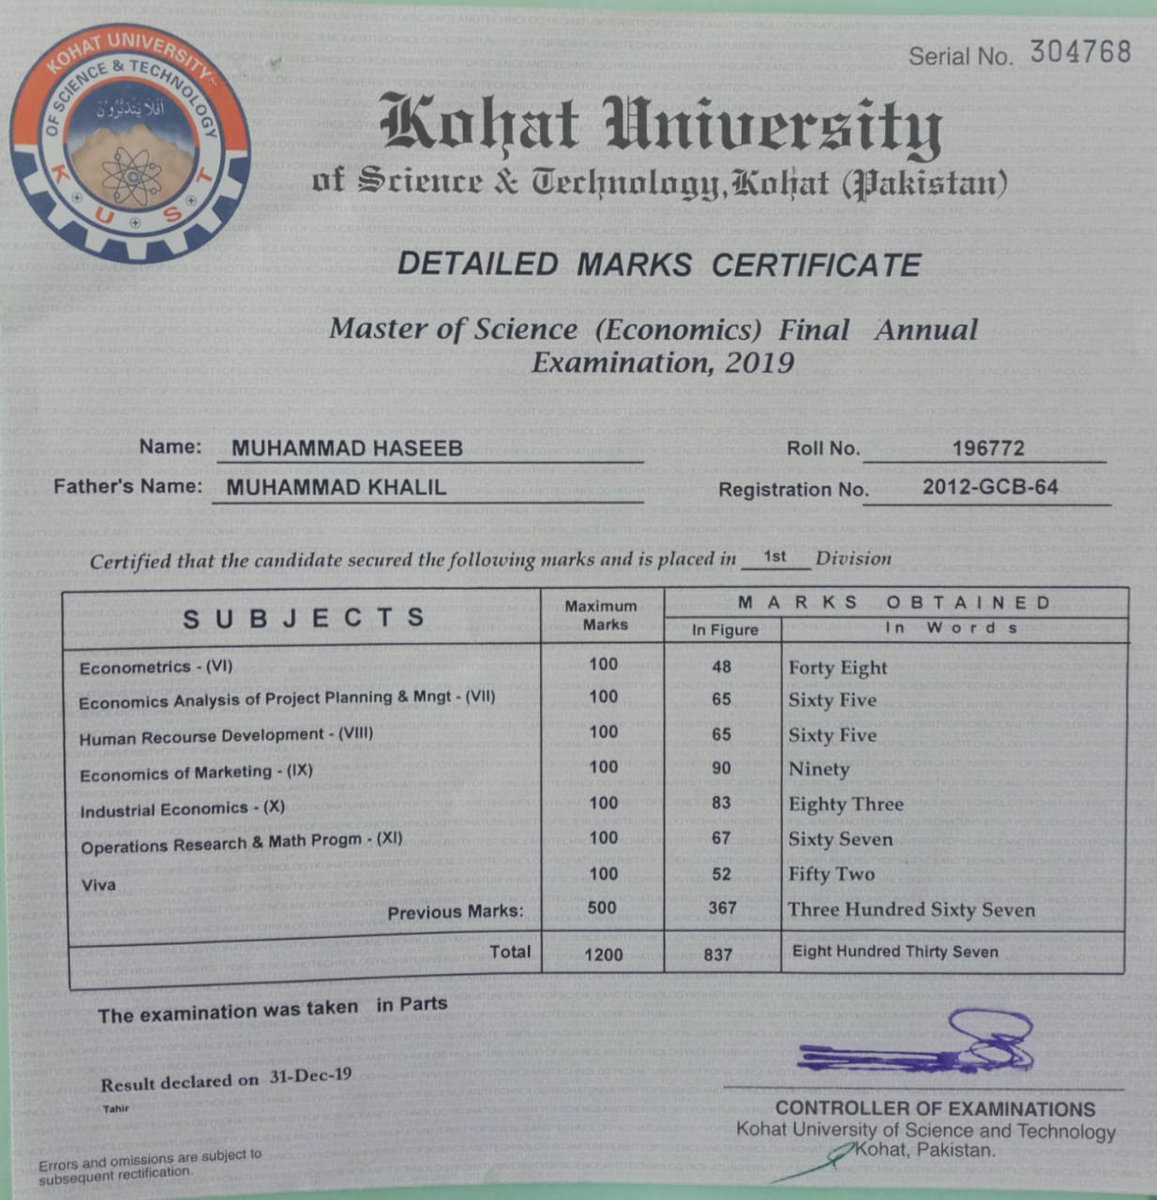 KOHAT UNIVERSITY
OF SCIENCE & TECHNOLOGY
أفلا يتدبرون
K U S T
Serial No. 304768
Kohat University
of Science & Technology, Kohat (Pakistan)
DETAILED MARKS CERTIFICATE
Master of Science (Economics) Final Annual
Examination, 2019
Name: MUHAMMAD HASEEB Roll No. 196772
Father's Name: MUHAMMAD KHALIL Registration No. 2012-GCB-64
Certified that the candidate secured the following marks and is placed in 1st Division
SUBJECTS Maximum Marks MARKS OBTAINED
In Figure In Words
Econometrics - (VI) 100 48 Forty Eight
Economics Analysis of Project Planning & Mngt - (VII) 100 65 Sixty Five
Human Recourse Development - (VIII) 100 65 Sixty Five
Economics of Marketing - (IX) 100 90 Ninety
Industrial Economics - (X) 100 83 Eighty Three
Operations Research & Math Progm - (XI) 100 67 Sixty Seven
Viva 100 52 Fifty Two
Previous Marks: 500 367 Three Hundred Sixty Seven
Total 1200 837 Eight Hundred Thirty Seven
The examination was taken in Parts
Result declared on 31-Dec-19
Tahir
CONTROLLER OF EXAMINATIONS
Kohat University of Science and Technology
Kohat, Pakistan.
Errors and omissions are subject to
subsequent rectification.